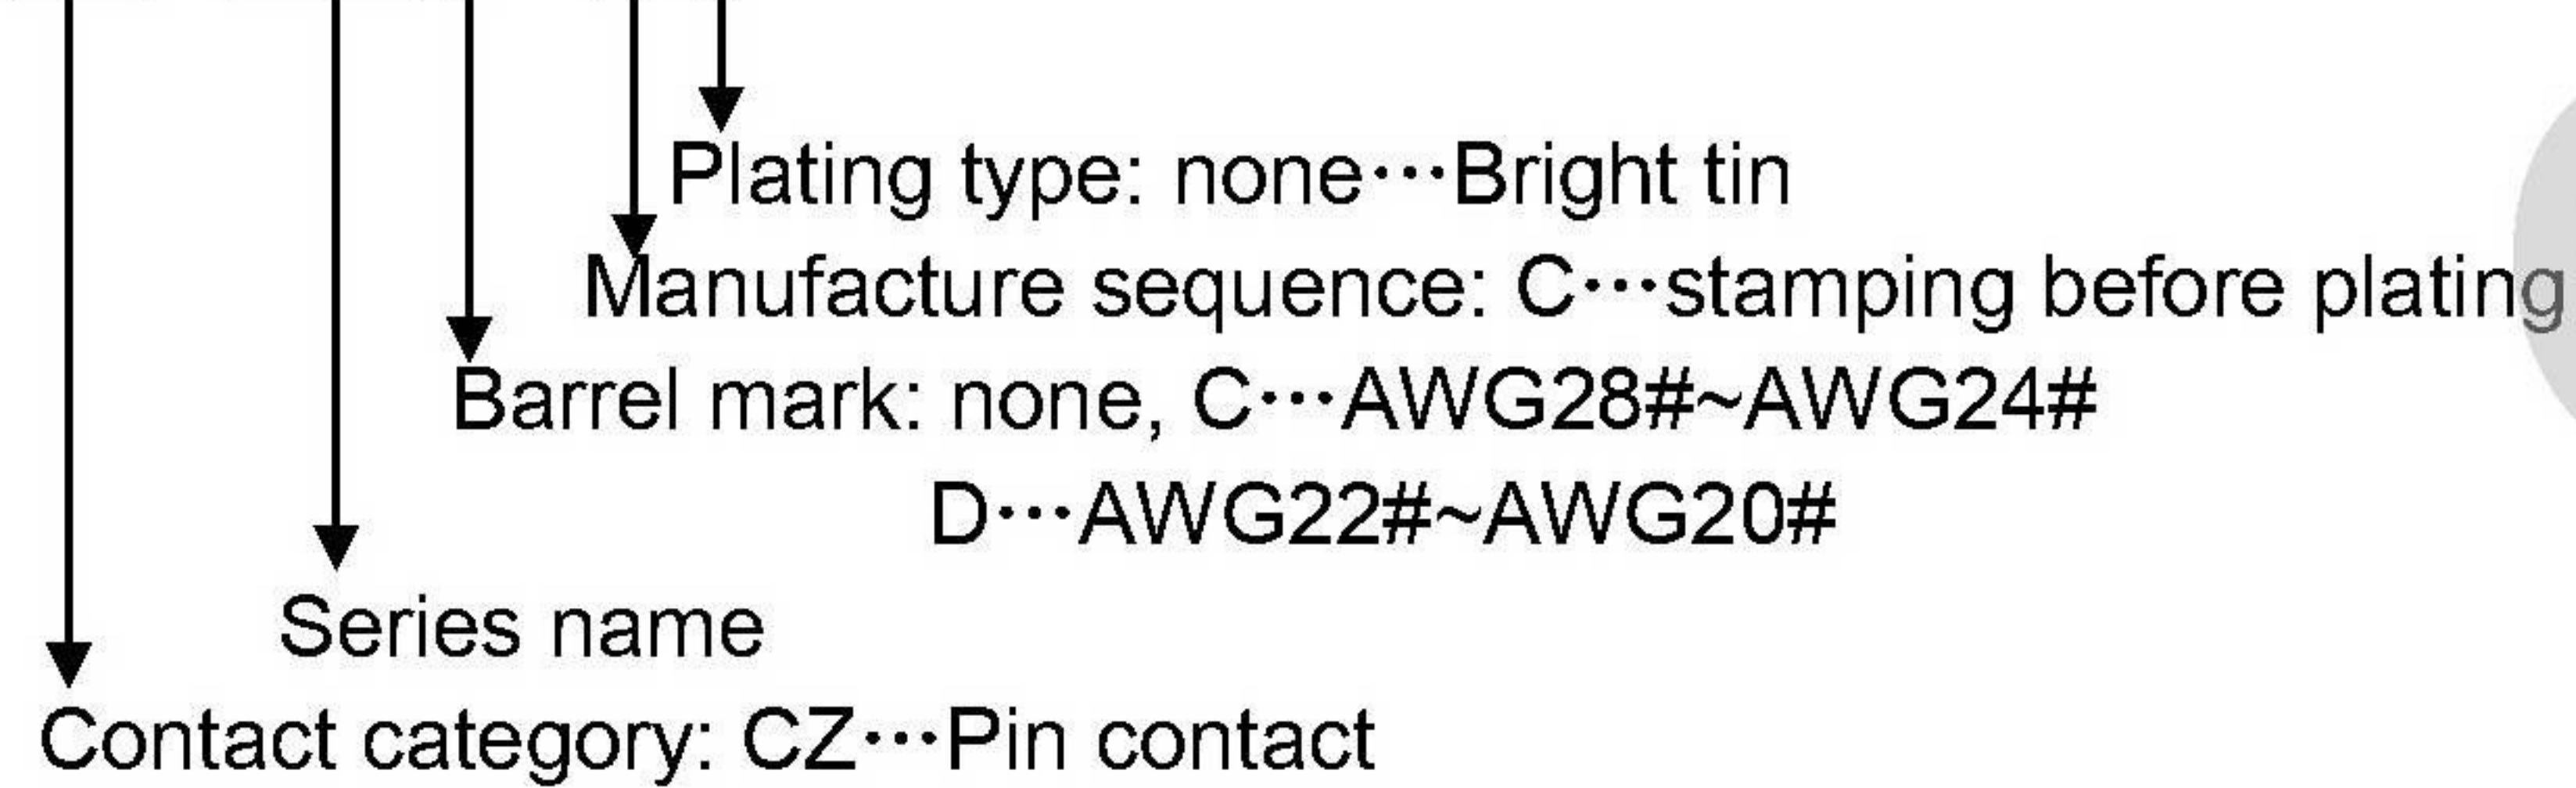 Plating type: none···Bright tin
Manufacture sequence: C···stamping before plating
Barrel mark: none, C···AWG28#~AWG24#
D···AWG22#~AWG20#
Series name
Contact category: CZ···Pin contact